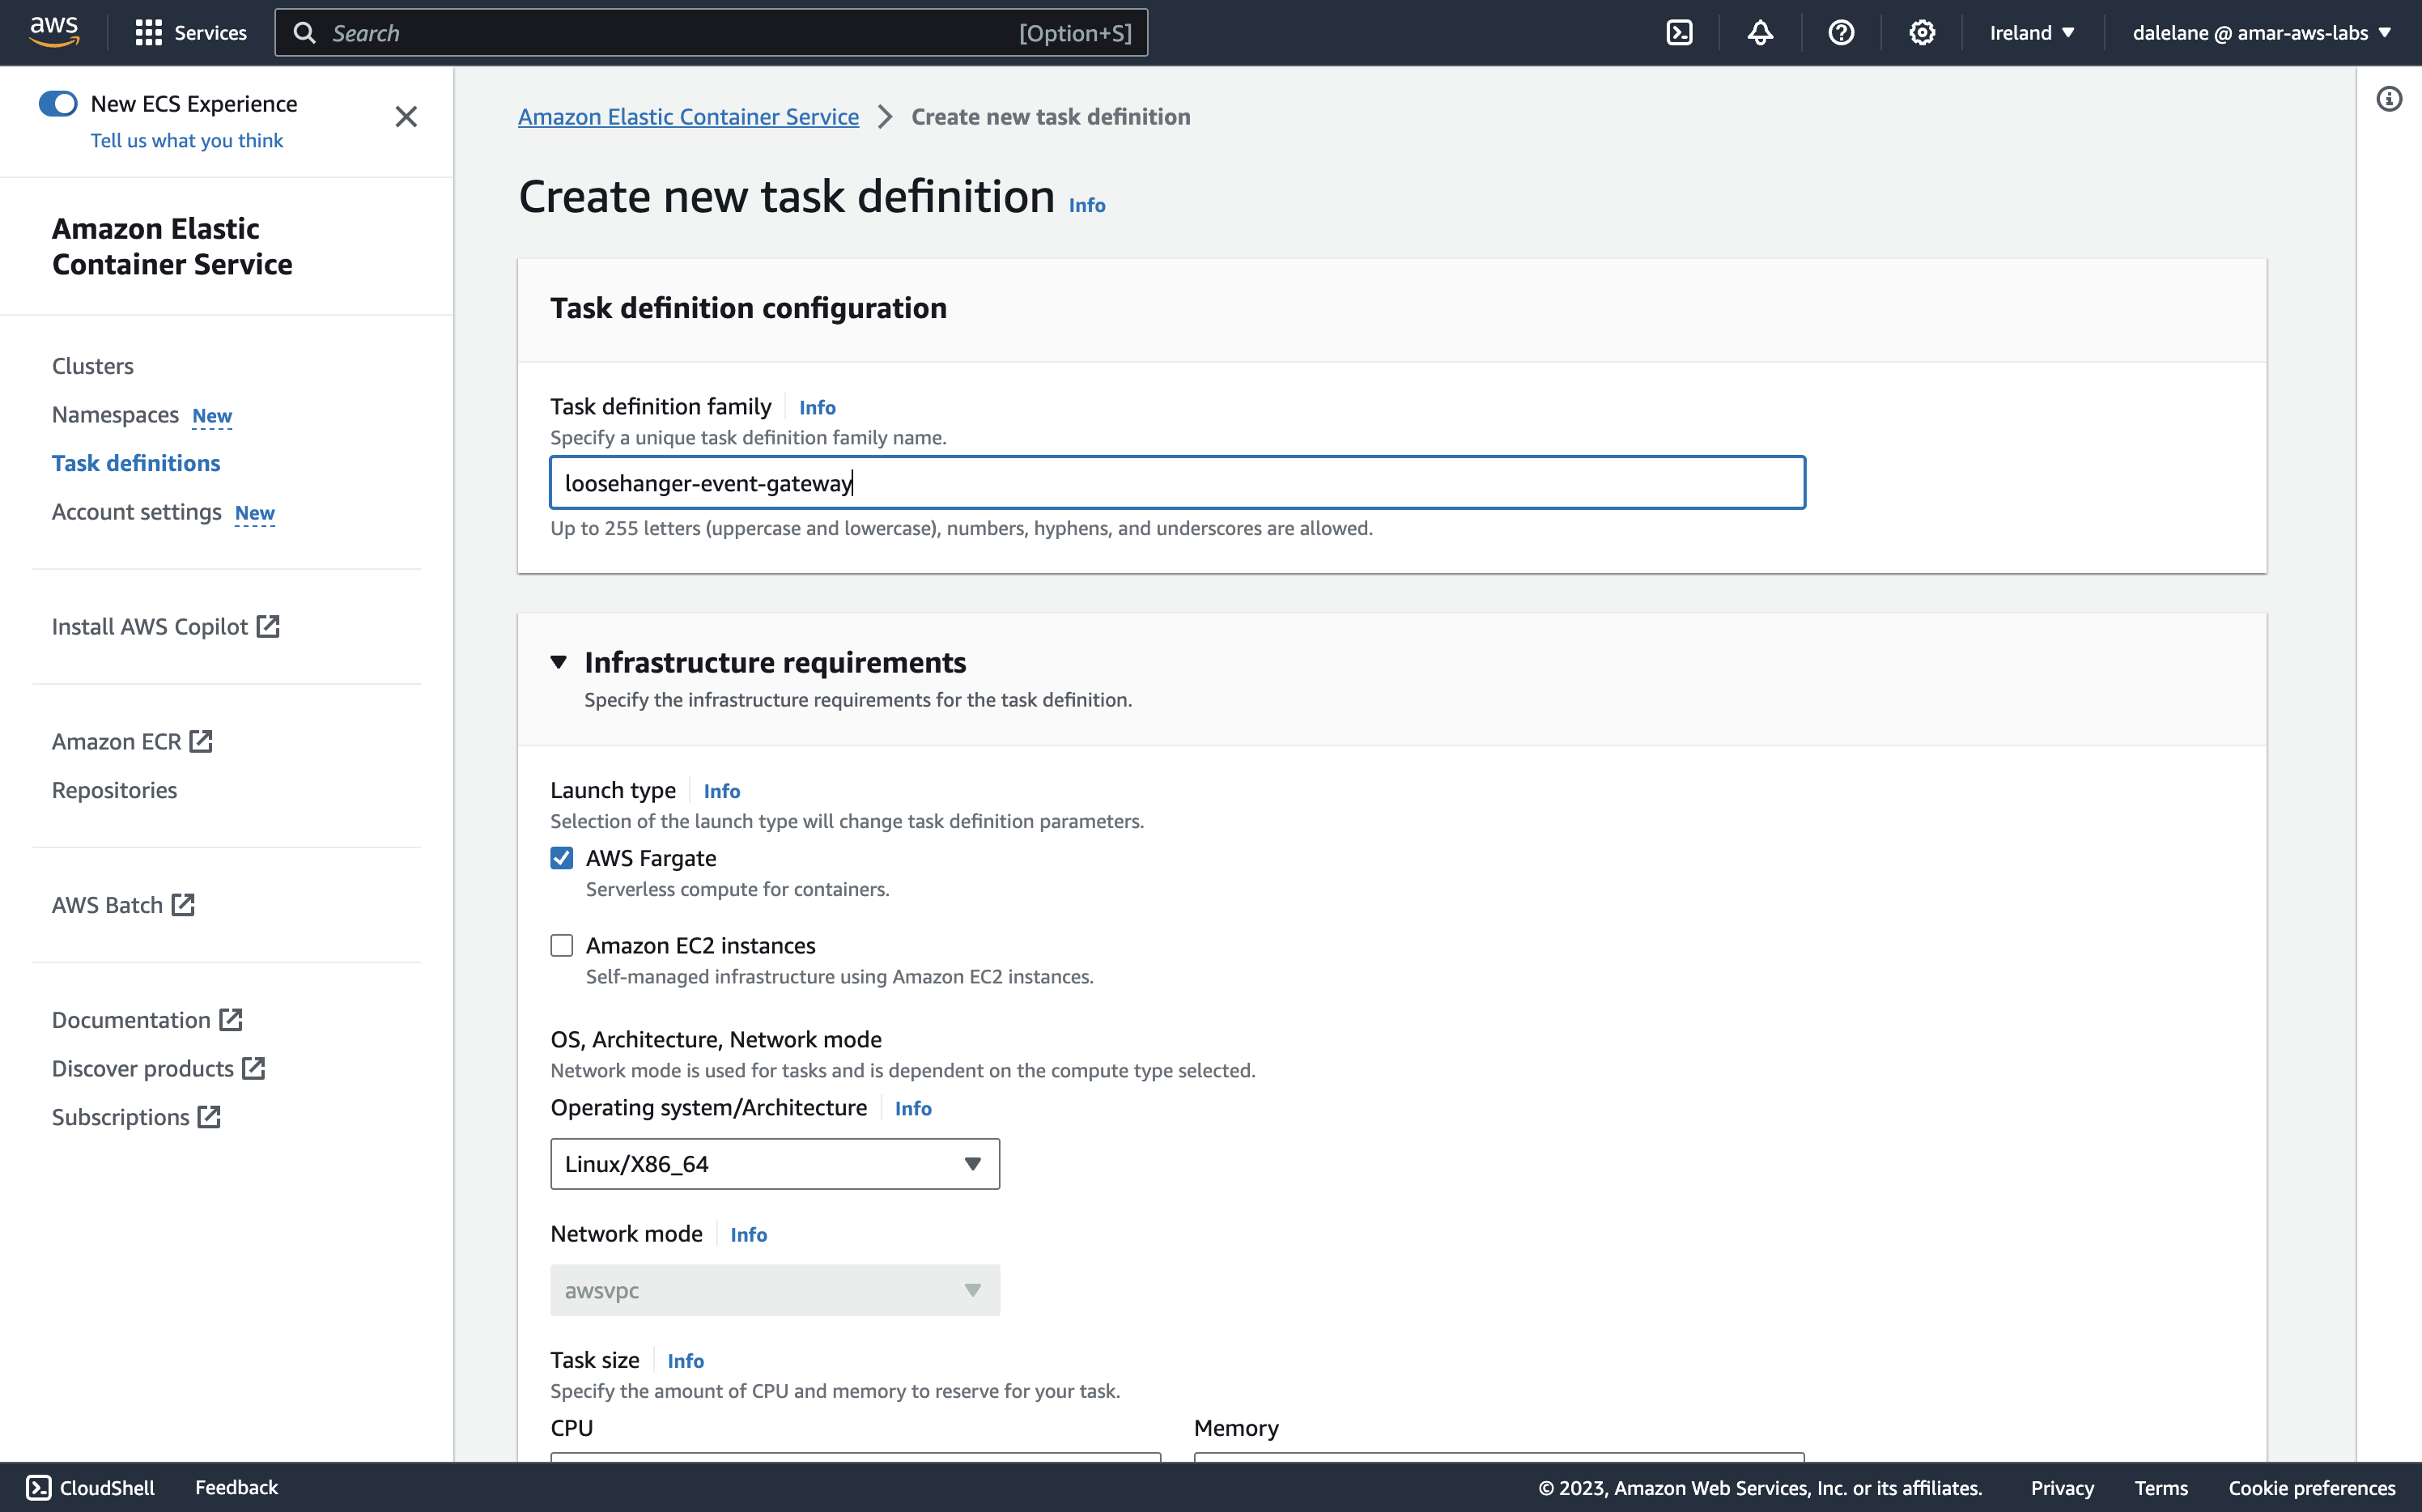 aws
Services
Search
[Option+S]
Ireland
dalelane @ amar-aws-labs
New ECS Experience
Tell us what you think
Amazon Elastic
Container Service
Clusters
Namespaces New
Task definitions
Account settings New
Install AWS Copilot
Amazon ECR
Repositories
AWS Batch
Documentation
Discover products
Subscriptions
Amazon Elastic Container Service
Create new task definition
Create new task definition Info
Task definition configuration
Task definition family Info
Specify a unique task definition family name.
loosehanger-event-gateway
Up to 255 letters (uppercase and lowercase), numbers, hyphens, and underscores are allowed.
Infrastructure requirements
Specify the infrastructure requirements for the task definition.
Launch type Info
Selection of the launch type will change task definition parameters.
AWS Fargate
Serverless compute for containers.
Amazon EC2 instances
Self-managed infrastructure using Amazon EC2 instances.
OS, Architecture, Network mode
Network mode is used for tasks and is dependent on the compute type selected.
Operating system/Architecture Info
Linux/X86_64
Network mode Info
awsvpc
Task size Info
Specify the amount of CPU and memory to reserve for your task.
CPU
Memory
CloudShell
Feedback
© 2023, Amazon Web Services, Inc. or its affiliates.
Privacy
Terms
Cookie preferences